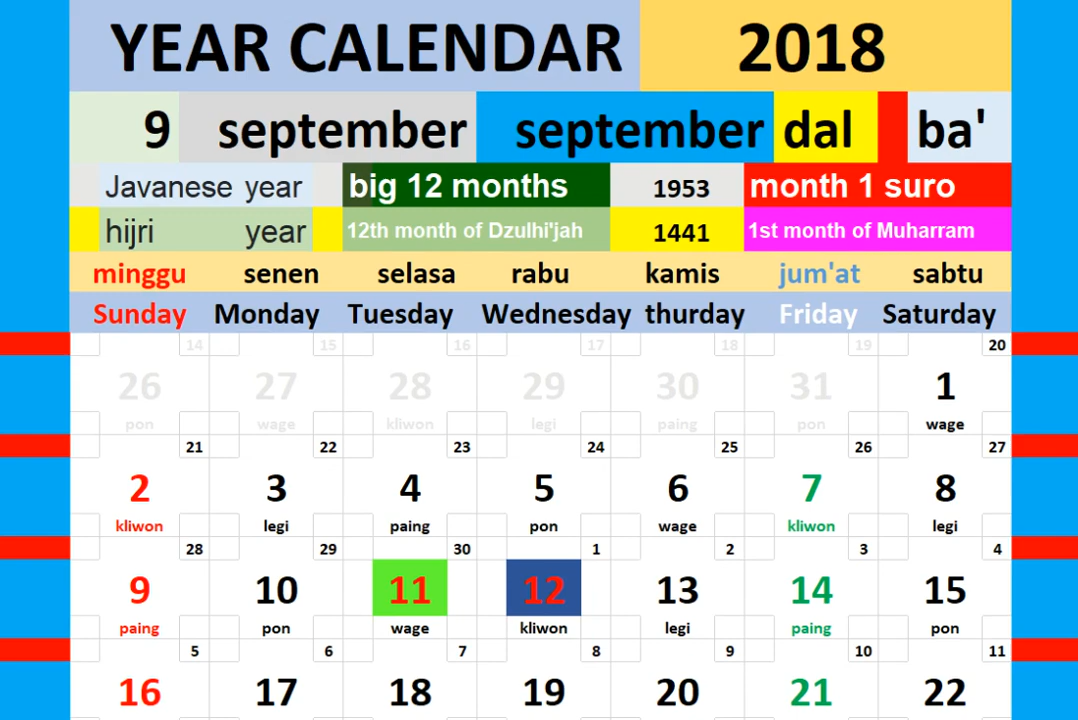 YEAR CALENDAR 2018
9 september september dal ba'
Javanese year big 12 months 1953 month 1 suro
hijri year 12th month of Dzulhi'jah 1441 1st month of Muharram
minggu senen selasa rabu kamis jum'at sabtu
Sunday Monday Tuesday Wednesday thurday Friday Saturday
14 15 16 17 18 19 20
26 27 28 29 30 31 1
pon wage kliwon legi paing pon wage
21 22 23 24 25 26 27
2 3 4 5 6 7 8
kliwon legi paing pon wage kliwon legi
28 29 30 1 2 3 4
9 10 11 12 13 14 15
paing pon wage kliwon legi paing pon
5 6 7 8 9 10 11
16 17 18 19 20 21 22